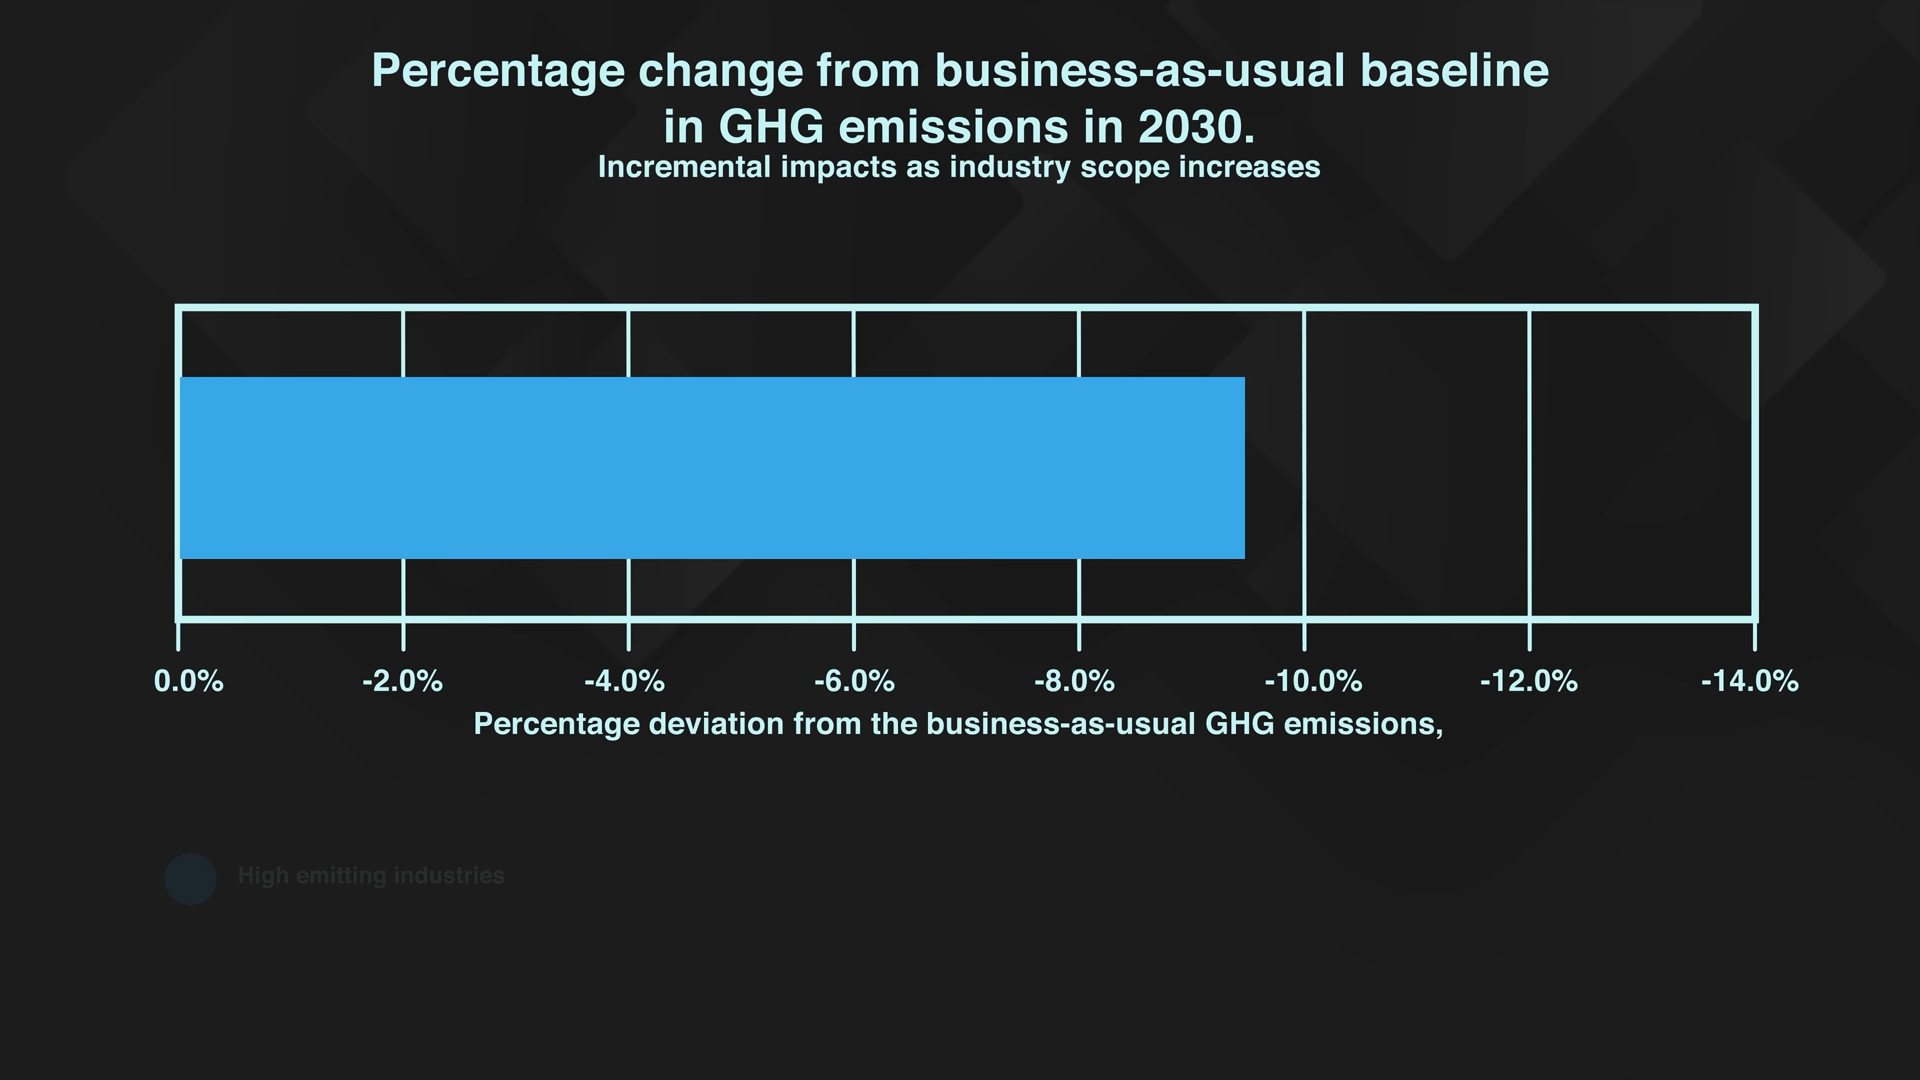 Percentage change from business-as-usual baseline
in GHG emissions in 2030.
Incremental impacts as industry scope increases
0.0% -2.0% -4.0% -6.0% -8.0% -10.0% -12.0% -14.0%
Percentage deviation from the business-as-usual GHG emissions,
High emitting industries